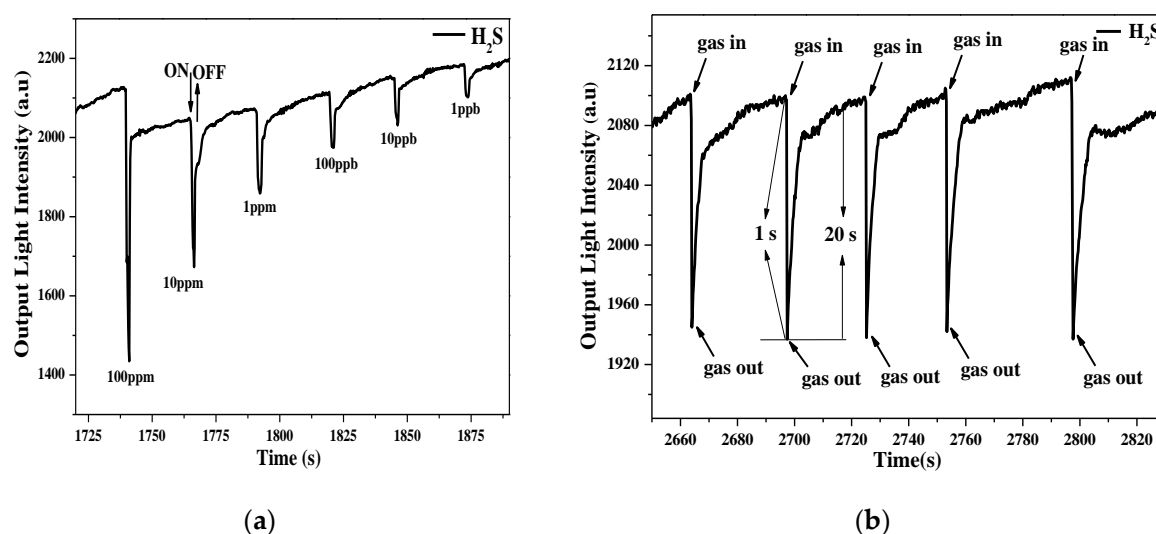 H₂S
ON
OFF
100ppm
10ppm
1ppm
100ppb
10ppb
1ppb
2200
2000
1800
1600
1400
Output Light Intensity (a.u)
1725 1750 1775 1800 1825 1850 1875
Time (s)
(a)
H₂S
gas in gas in gas in gas in gas in
1 s
20 s
gas out gas out gas out gas out gas out
2120
2080
2040
2000
1960
1920
Output Light Intensity (a.u)
2660 2680 2700 2720 2740 2760 2780 2800 2820
Time(s)
(b)